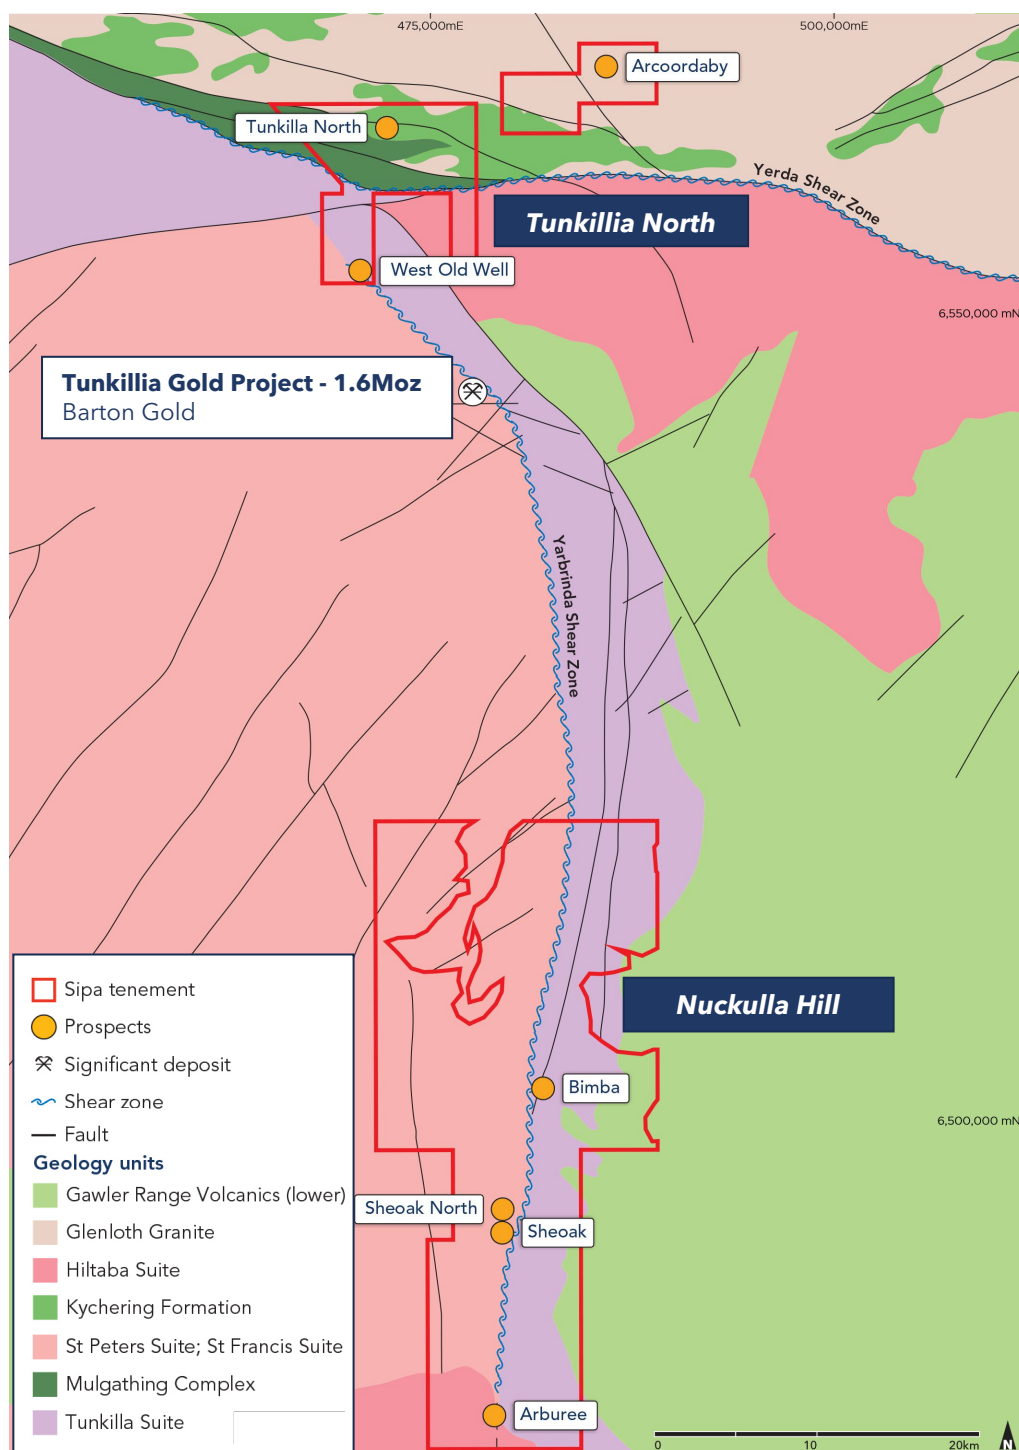 475,000mE
500,000mE
Arcoordaby
Tunkilla North
Yerda Shear Zone
Tunkillia North
West Old Well
6,550,000 mN
Tunkillia Gold Project - 1.6Moz
Barton Gold
Yarbrinda Shear Zone
Nuckulla Hill
Bimba
6,500,000 mN
Sheoak North
Sheoak
Arburee
Sipa tenement
Prospects
Significant deposit
Shear zone
Fault
Geology units
Gawler Range Volcanics (lower)
Glenloth Granite
Hiltaba Suite
Kychering Formation
St Peters Suite; St Francis Suite
Mulgathing Complex
Tunkilla Suite
0 10 20km
N